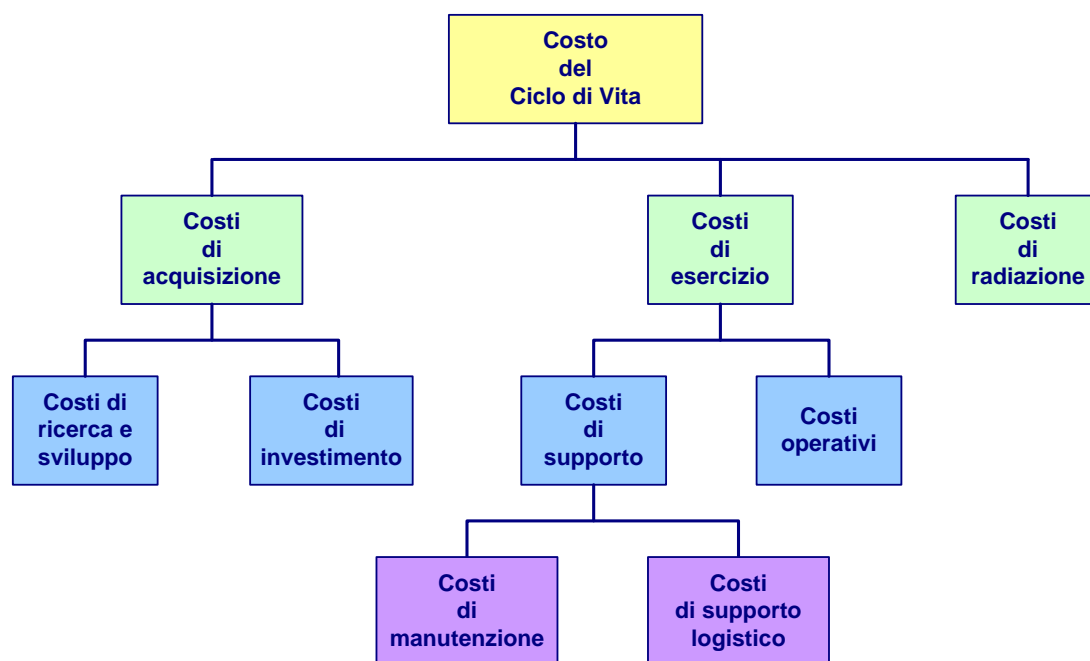 Costo
del
Ciclo di Vita
Costi
di
acquisizione
Costi
di
esercizio
Costi
di
radiazione
Costi di
ricerca e
sviluppo
Costi
di
investimento
Costi
di
supporto
Costi
operativi
Costi
di
manutenzione
Costi
di supporto
logistico